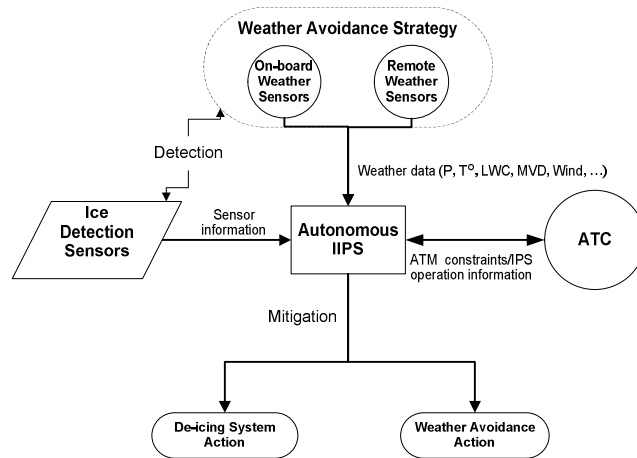 Weather Avoidance Strategy
On-board
Weather
Sensors
Remote
Weather
Sensors
Detection
Weather data (P, T°, LWC, MVD, Wind, ...)
Ice
Detection
Sensors
Sensor
information
Autonomous
IIPS
ATC
ATM constraints/IPS
operation information
Mitigation
De-icing System
Action
Weather Avoidance
Action